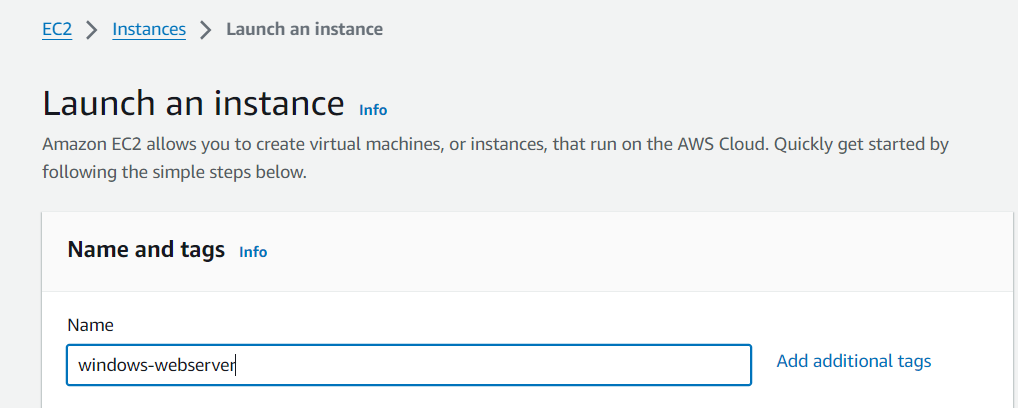 EC2 > Instances > Launch an instance
Launch an instance Info
Amazon EC2 allows you to create virtual machines, or instances, that run on the AWS Cloud. Quickly get started by
following the simple steps below.
Name and tags Info
Name
windows-webserver Add additional tags